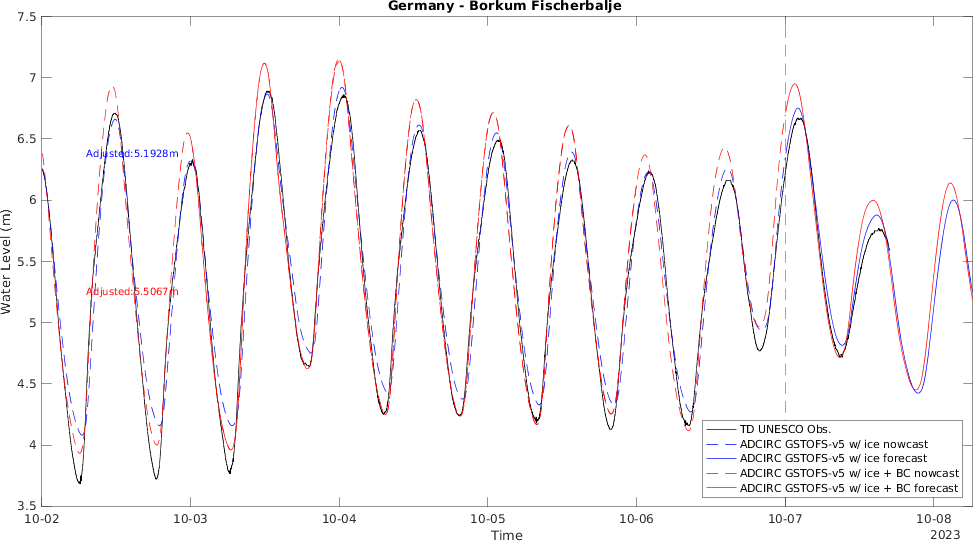 Germany - Borkum Fischerbalje
7.5
7
6.5
6
5.5
5
4.5
4
3.5
Water Level (m)
Adjusted:5.1928m
Adjusted:5.5067m
TD UNESCO Obs.
ADCIRC GSTOFS-v5 w/ ice nowcast
ADCIRC GSTOFS-v5 w/ ice forecast
ADCIRC GSTOFS-v5 w/ ice + BC nowcast
ADCIRC GSTOFS-v5 w/ ice + BC forecast
10-02 10-03 10-04 10-05 10-06 10-07 10-08
Time
2023